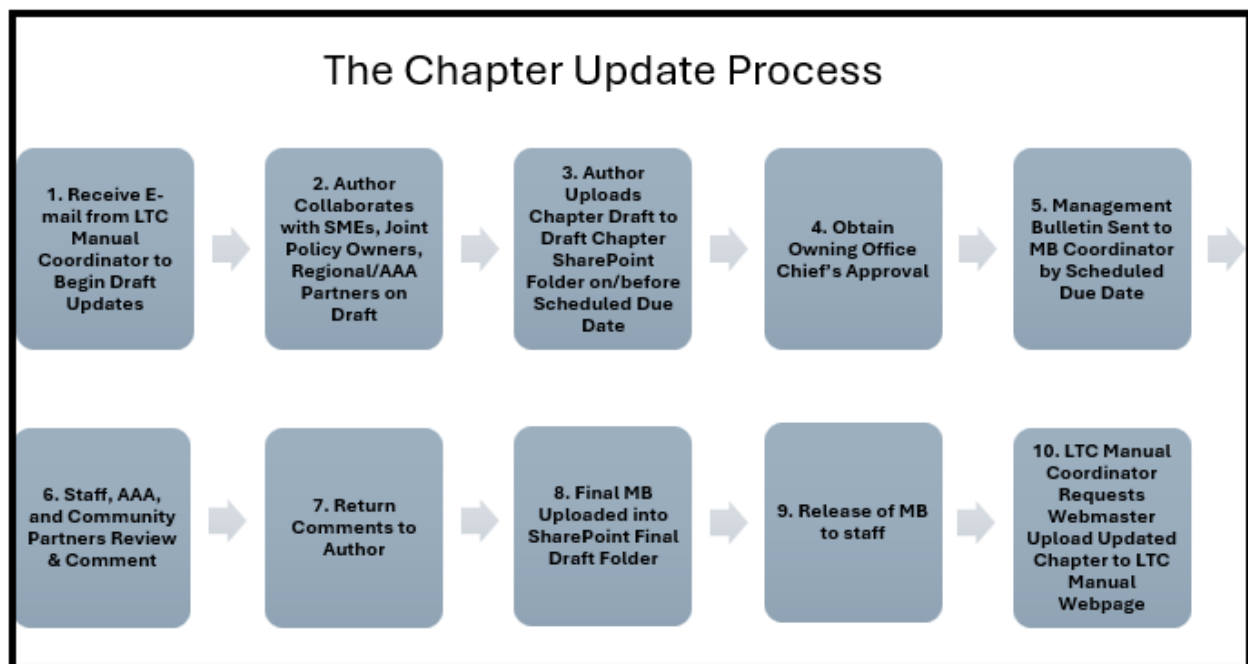 The Chapter Update Process
1. Receive E-
mail from LTC
Manual
Coordinator to
Begin Draft
Updates
2. Author
Collaborates
with SMEs, Joint
Policy Owners,
Regional/AAA
Partners on
Draft
3. Author
Uploads
Chapter Draft to
Draft Chapter
SharePoint
Folder on/before
Scheduled Due
Date
4. Obtain
Owning Office
Chief's Approval
5. Management
Bulletin Sent to
MB Coordinator
by Scheduled
Due Date
6. Staff, AAA,
and Community
Partners Review
& Comment
7. Return
Comments to
Author
8. Final MB
Uploaded into
SharePoint Final
Draft Folder
9. Release of MB
to staff
10. LTC Manual
Coordinator
Requests
Webmaster
Upload Updated
Chapter to LTC
Manual
Webpage